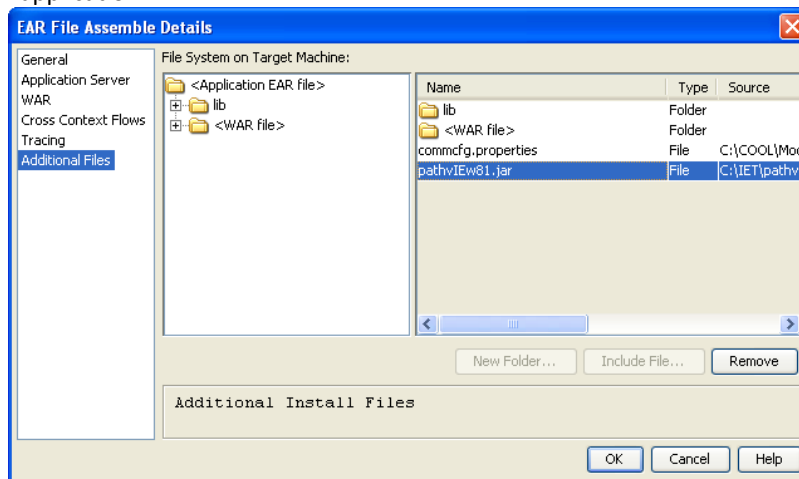 EAR File Assemble Details
General
Application Server
WAR
Cross Context Flows
Tracing
Additional Files
File System on Target Machine:
<Application EAR file>
lib
<WAR file>
Name Type Source
lib Folder
<WAR file> Folder
commcfg.properties File C:\COOL\Mod
pathvIEw81.jar File C:\IET\pathv
New Folder... Include File... Remove
Additional Install Files
OK Cancel Help